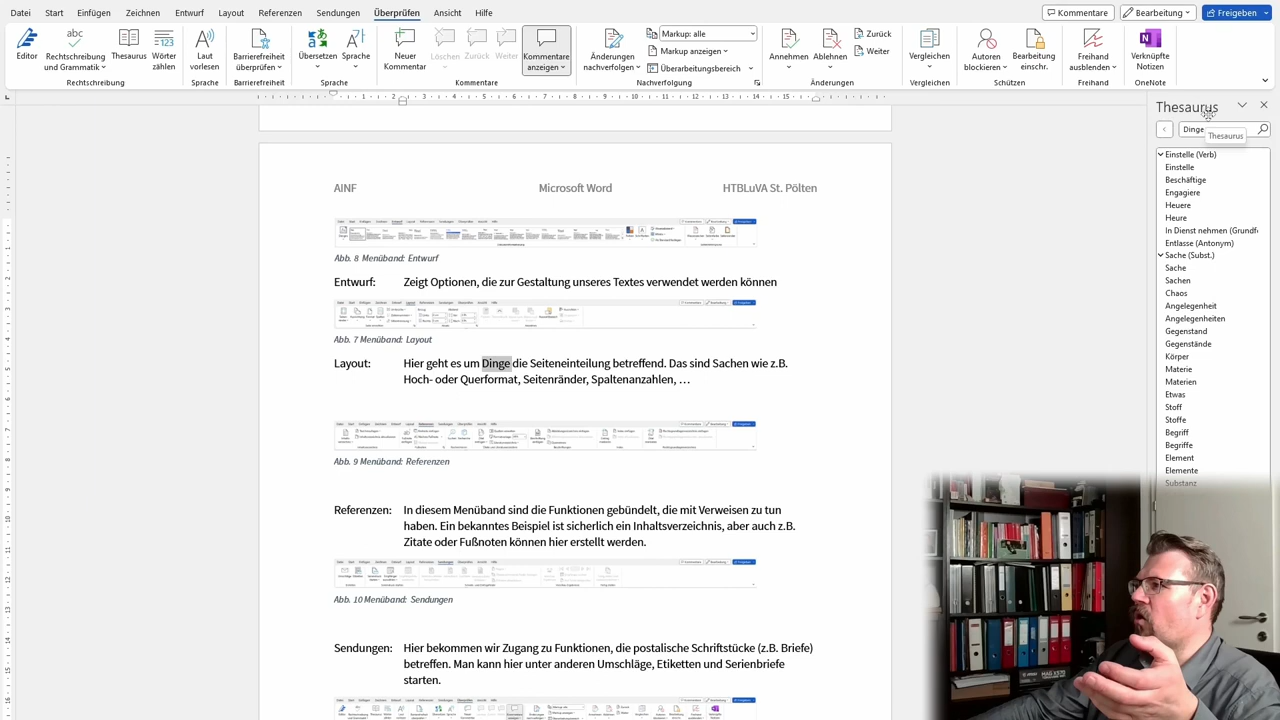 Datei Start Einfügen Zeichnen Entwurf Layout Referenzen Sendungen Überprüfen Ansicht Hilfe Kommentare Bearbeitung Freigeben
Editor
Rechtschreibung und Grammatik
Thesaurus
Wörter zählen
Laut vorlesen
Barrierefreiheit überprüfen
Übersetzen
Sprache
Neuer Kommentar
Löschen
Zurück
Weiter
Kommentare anzeigen
Änderungen nachverfolgen
Markup: alle
Markup anzeigen
Überarbeitungsbereich
Annehmen
Ablehnen
Zurück
Weiter
Vergleichen
Autoren blockieren
Bearbeitung einschr.
Freihand ausblenden
Verknüpfte Notizen
Rechtschreibung Sprache Barrierefreiheit Sprache Kommentare Nachverfolgung Änderungen Vergleichen Schützen Freihand OneNote
AINF Microsoft Word HTBLuVA St. Pölten
Abb. 8 Menüband: Entwurf
Entwurf: Zeigt Optionen, die zur Gestaltung unseres Textes verwendet werden können
Abb. 7 Menüband: Layout
Layout: Hier geht es um Dinge die Seiteneinteilung betreffend. Das sind Sachen wie z.B.
Hoch- oder Querformat, Seitenränder, Spaltenanzahlen, …
Abb. 9 Menüband: Referenzen
Referenzen: In diesem Menüband sind die Funktionen gebündelt, die mit Verweisen zu tun
haben. Ein bekanntes Beispiel ist sicherlich ein Inhaltsverzeichnis, aber auch z.B.
Zitate oder Fußnoten können hier erstellt werden.
Abb. 10 Menüband: Sendungen
Sendungen: Hier bekommen wir Zugang zu Funktionen, die postalische Schriftstücke (z.B. Briefe)
betreffen. Man kann hier unter anderen Umschläge, Etiketten und Serienbriefe
starten.
Thesaurus
Dinge
Thesaurus
Einstelle (Verb)
Einstelle
Beschäftige
Engagiere
Heuere
Heure
In Dienst nehmen (Grundf
Entlasse (Antonym)
Sache (Subst.)
Sache
Sachen
Chaos
Angelegenheit
Angelegenheiten
Gegenstand
Gegenstände
Körper
Materie
Materien
Etwas
Stoff
Stoffe
Begriff
Begriffe
Element
Elemente
Substanz